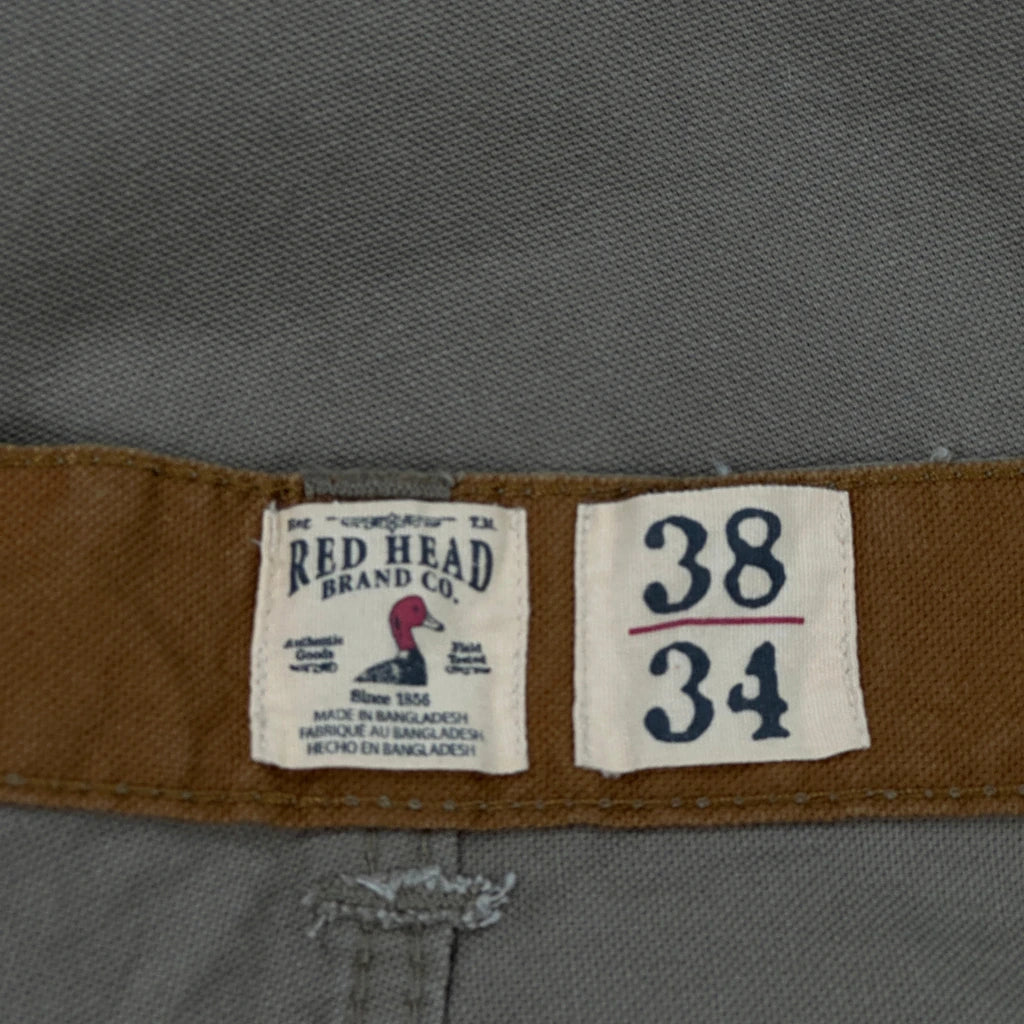 T.M.
RED HEAD
BRAND CO.
Authentic
Goods
Field
Tested
Since 1856
MADE IN BANGLADESH
FABRIQUÉ AU BANGLADESH
HECHO EN BANGLADESH
38
34